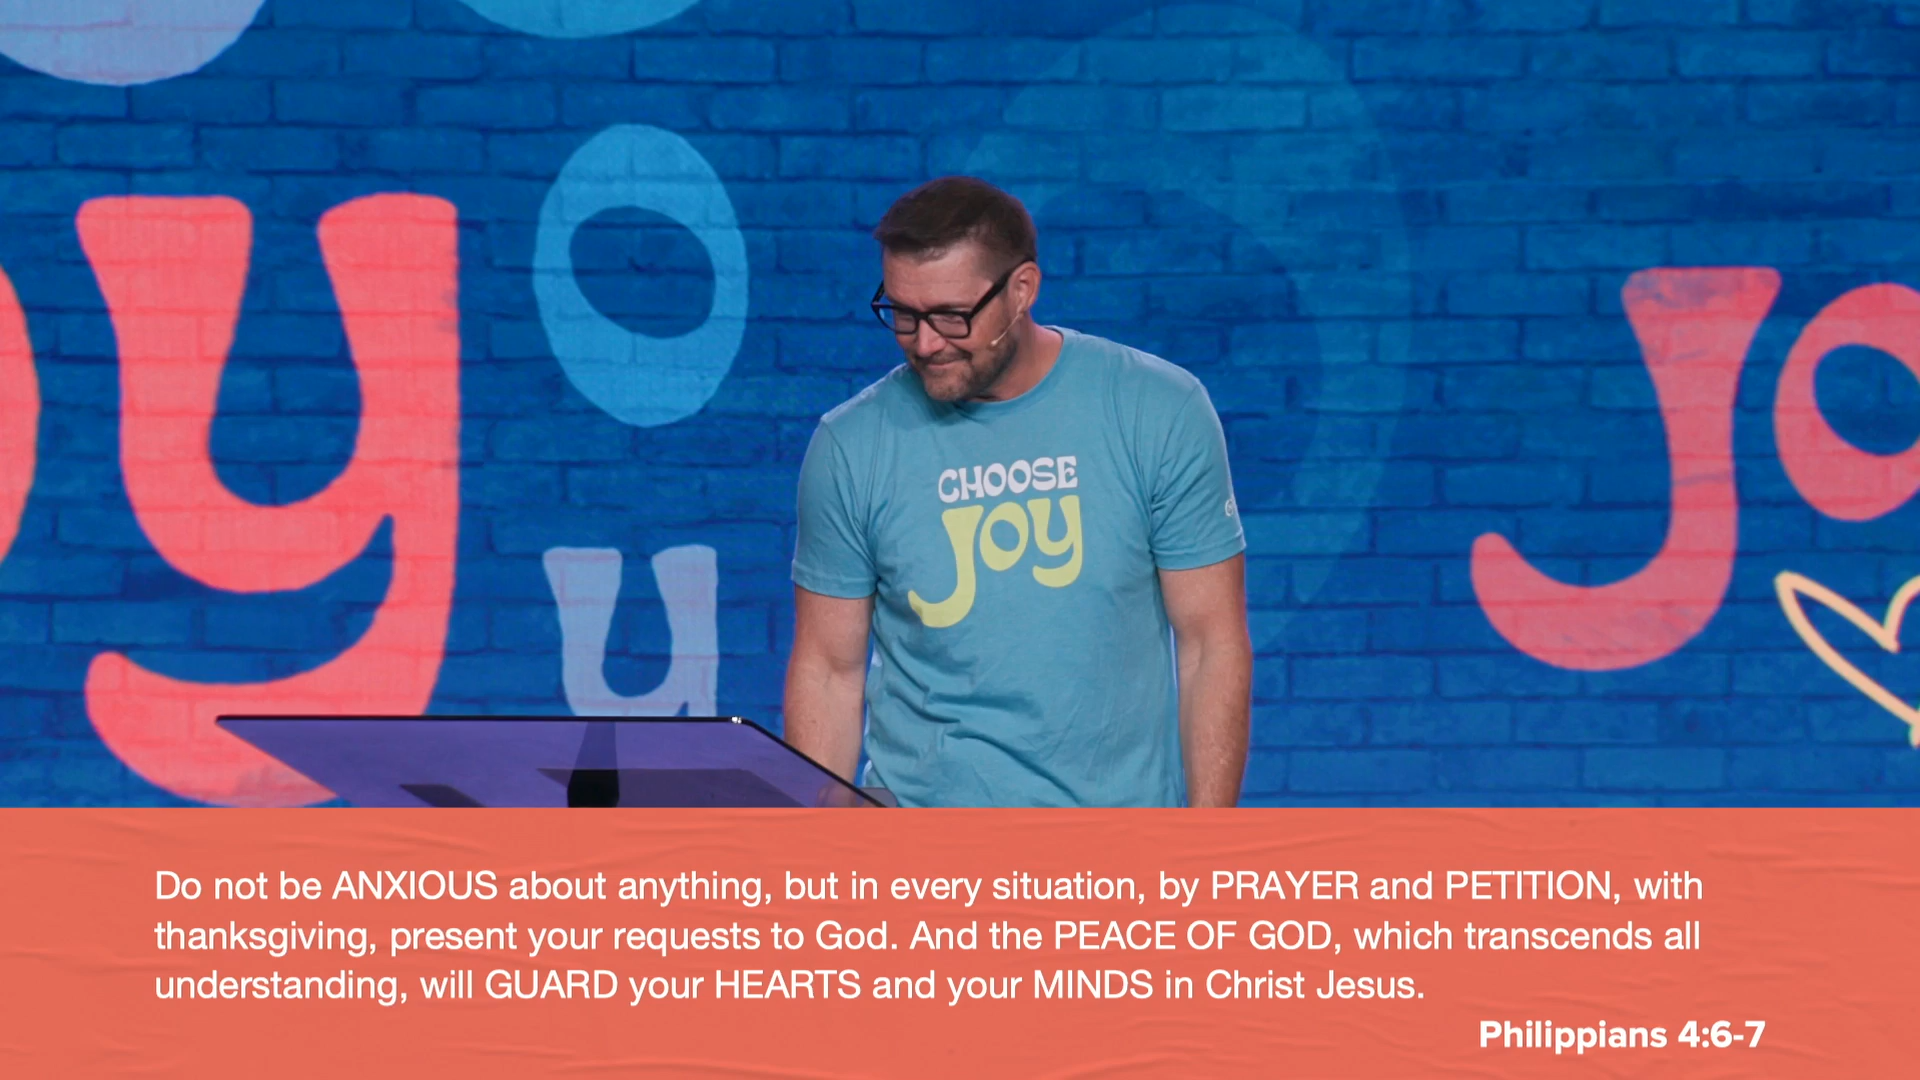 y
o
u
Jo
CHOOSE
Joy
Do not be ANXIOUS about anything, but in every situation, by PRAYER and PETITION, with
thanksgiving, present your requests to God. And the PEACE OF GOD, which transcends all
understanding, will GUARD your HEARTS and your MINDS in Christ Jesus.
Philippians 4:6-7